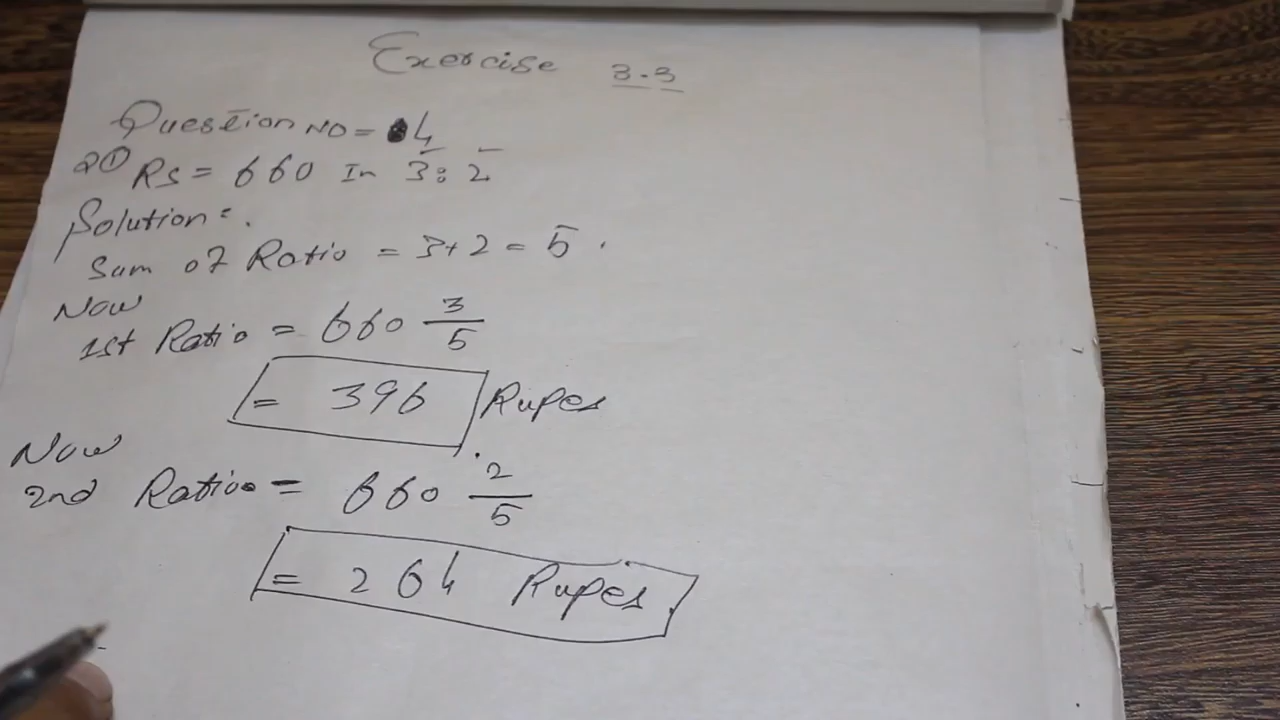 Exercise 3.3
Question No = 4
Q① Rs = 660 In 3:2
Solution:.
Sum of Ratio = 3+2 = 5.
Now
1st Ratio = 660 3/5
= 396 Rupes
Now
2nd Ratio = 660 2/5
= 264 Rupes